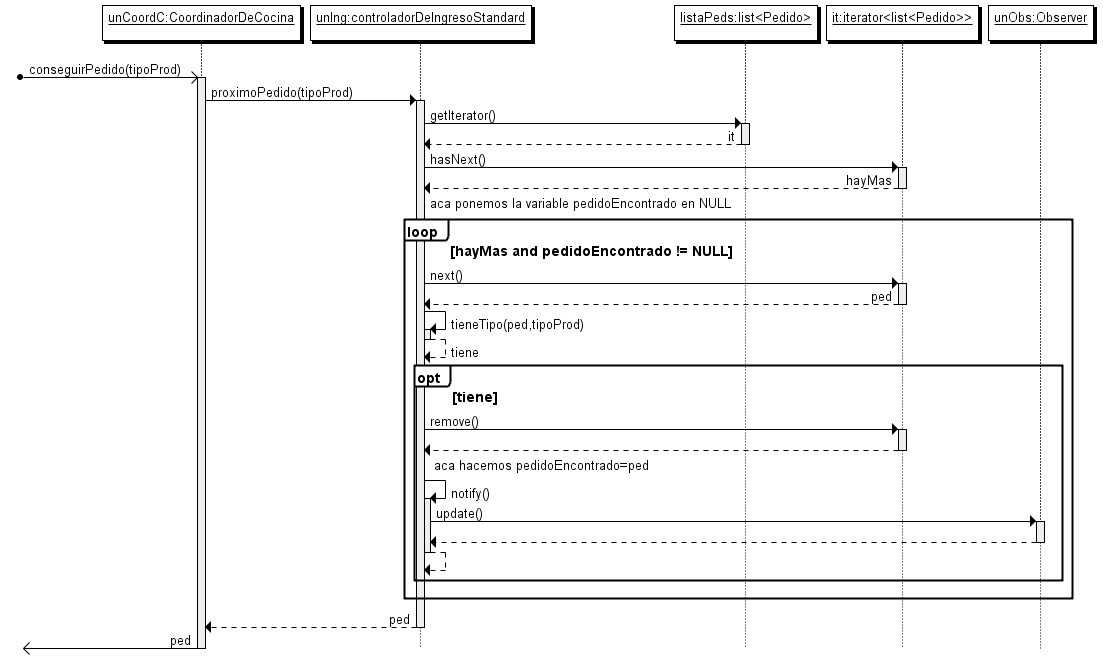 unCoordC:CoordinadorDeCocina
unIng:controladorDeIngresoStandard
listaPeds:list<Pedido>
it:iterator<list<Pedido>>
unObs:Observer
conseguirPedido(tipoProd)
proximoPedido(tipoProd)
getIterator()
it
hasNext()
hayMas
aca ponemos la variable pedidoEncontrado en NULL
loop
[hayMas and pedidoEncontrado != NULL]
next()
ped
tieneTipo(ped,tipoProd)
tiene
opt
[tiene]
remove()
aca hacemos pedidoEncontrado=ped
notify()
update()
ped
ped